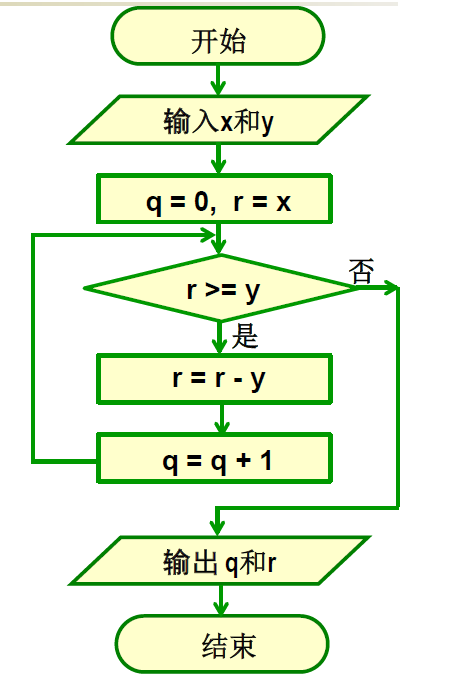 开始
输入x和y
q = 0, r = x
r >= y
否
是
r = r - y
q = q + 1
输出q和r
结束